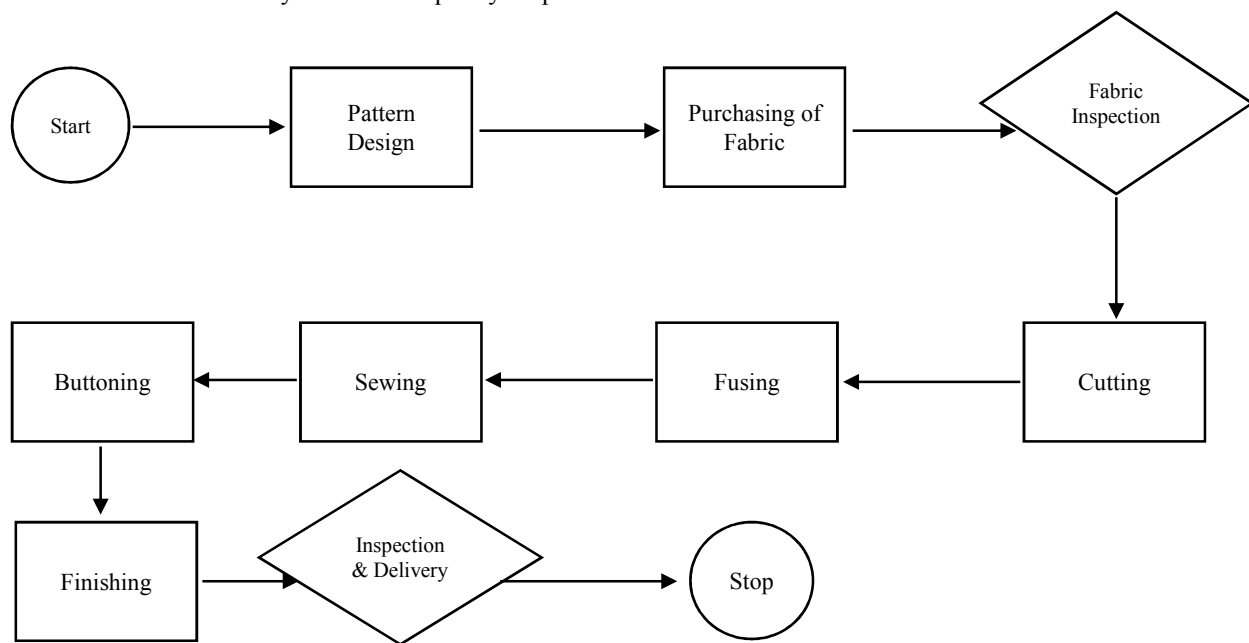 Start
Pattern
Design
Purchasing of
Fabric
Fabric
Inspection
Buttoning
Sewing
Fusing
Cutting
Finishing
Inspection
& Delivery
Stop